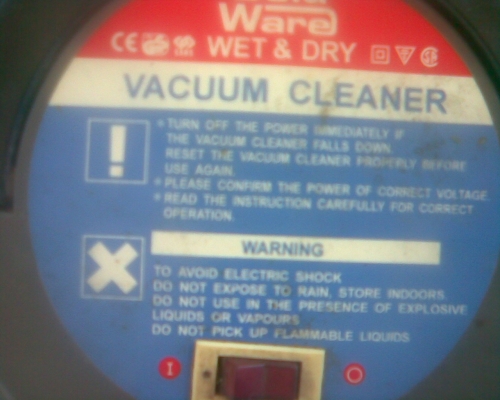 Ware
WET & DRY
VACUUM CLEANER
TURN OFF THE POWER IMMEDIATELY IF
THE VACUUM CLEANER FALLS DOWN.
RESET THE VACUUM CLEANER PROPERLY BEFORE
USE AGAIN.
PLEASE CONFIRM THE POWER OF CORRECT VOLTAGE.
READ THE INSTRUCTION CAREFULLY FOR CORRECT
OPERATION.
WARNING
TO AVOID ELECTRIC SHOCK
DO NOT EXPOSE TO RAIN, STORE INDOORS
DO NOT USE IN THE PRESENCE OF EXPLOSIVE
LIQUIDS OR VAPOURS
DO NOT PICK UP FLAMMABLE LIQUIDS